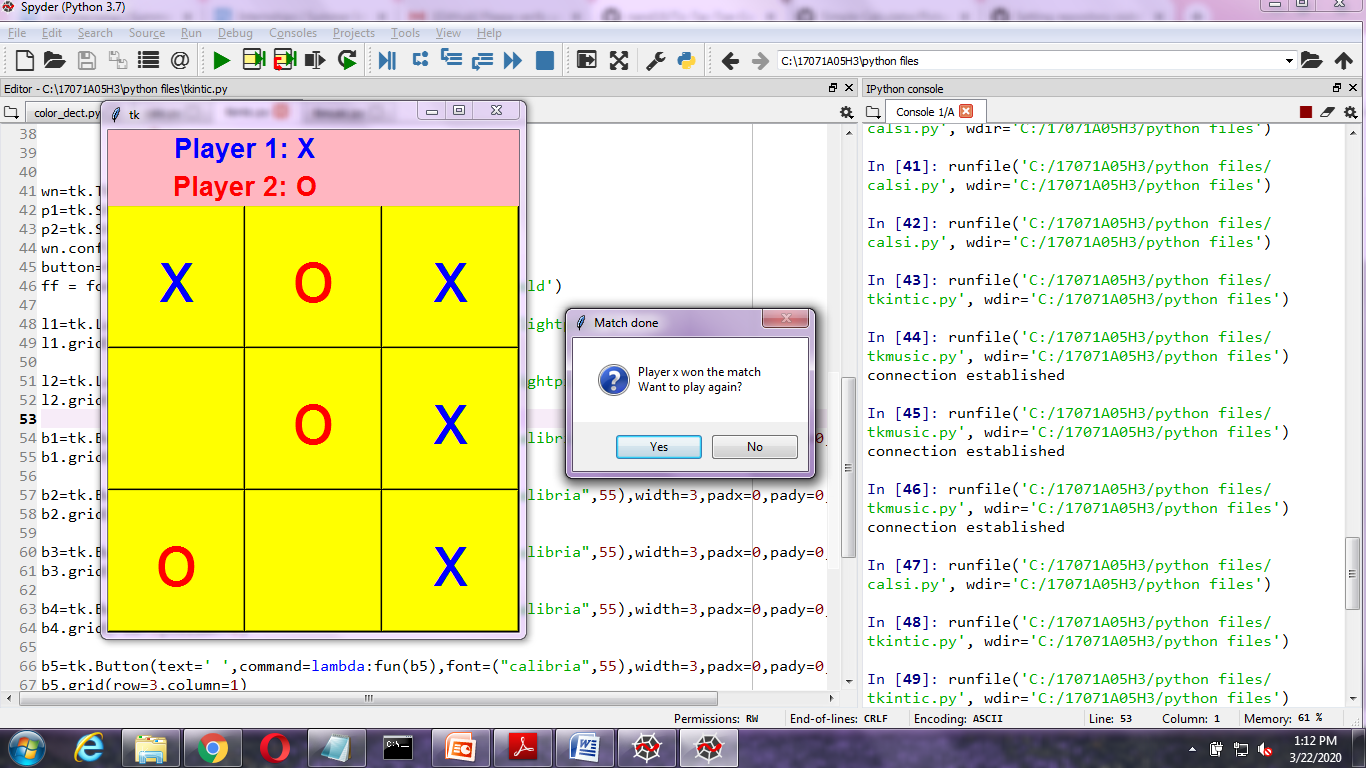 Spyder (Python 3.7)
File Edit Search Source Run Debug Consoles Projects Tools View Help
C:\17071A05H3\python files
Editor - C:\17071A05H3\python files\tkintic.py
IPython console
color_dect.py
Console 1/A
tk
Player 1: X
Player 2: O
X O X
O X
O X
Match done
Player x won the match
Want to play again?
Yes No
38
39
40
41 wn=tk.
42 p1=tk.S
43 p2=tk.S
44 wn.conf
45 button=
46 ff = fo ld')
47
48 l1=tk.L ightp
49 l1.grid
50
51 l2=tk.L ghtp
52 l2.grid
53
54 b1=tk.B libria",55),width=3,padx=0,pady=0,
55 b1.grid
56
57 b2=tk.B alibria",55),width=3,padx=0,pady=0,
58 b2.grid
59
60 b3=tk.B alibria",55),width=3,padx=0,pady=0,
61 b3.grid
62
63 b4=tk.B alibria",55),width=3,padx=0,pady=0,
64 b4.grid
65
66 b5=tk.Button(text=' ',command=lambda:fun(b5),font=("calibria",55),width=3,padx=0,pady=0,
67 b5.grid(row=3,column=1)
calsi.py', wdir='C:/17071A05H3/python files')
In [41]: runfile('C:/17071A05H3/python files/
calsi.py', wdir='C:/17071A05H3/python files')
In [42]: runfile('C:/17071A05H3/python files/
calsi.py', wdir='C:/17071A05H3/python files')
In [43]: runfile('C:/17071A05H3/python files/
tkintic.py', wdir='C:/17071A05H3/python files')
In [44]: runfile('C:/17071A05H3/python files/
tkmusic.py', wdir='C:/17071A05H3/python files')
connection established
In [45]: runfile('C:/17071A05H3/python files/
tkmusic.py', wdir='C:/17071A05H3/python files')
connection established
In [46]: runfile('C:/17071A05H3/python files/
tkmusic.py', wdir='C:/17071A05H3/python files')
connection established
In [47]: runfile('C:/17071A05H3/python files/
calsi.py', wdir='C:/17071A05H3/python files')
In [48]: runfile('C:/17071A05H3/python files/
tkintic.py', wdir='C:/17071A05H3/python files')
In [49]: runfile('C:/17071A05H3/python files/
tkintic.py', wdir='C:/17071A05H3/python files')
Permissions: RW End-of-lines: CRLF Encoding: ASCII Line: 53 Column: 1 Memory: 61 %
1:12 PM
3/22/2020